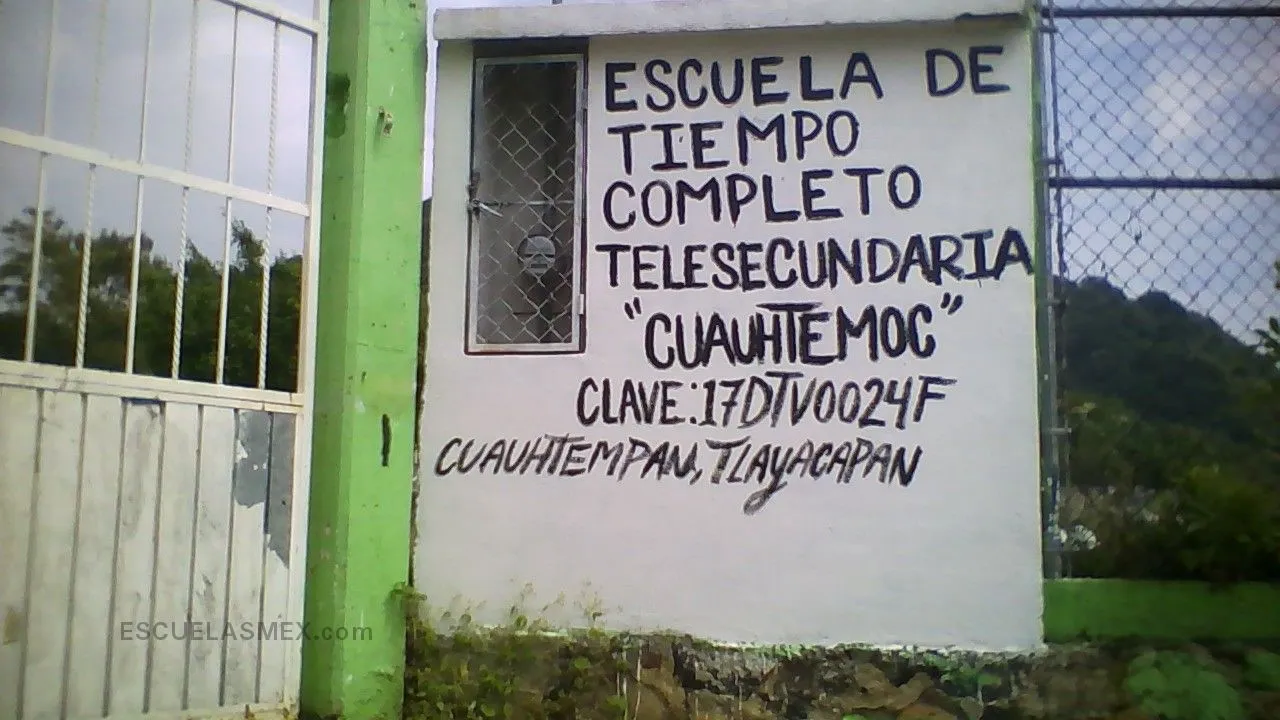 ESCUELA DE
TIEMPO
COMPLETO
TELESECUNDARIA
"CUAUHTEMOC"
CLAVE:17DTV0024F
CUAUHTEMPAN, TLAYACAPAN
ESCUELASMEX.com